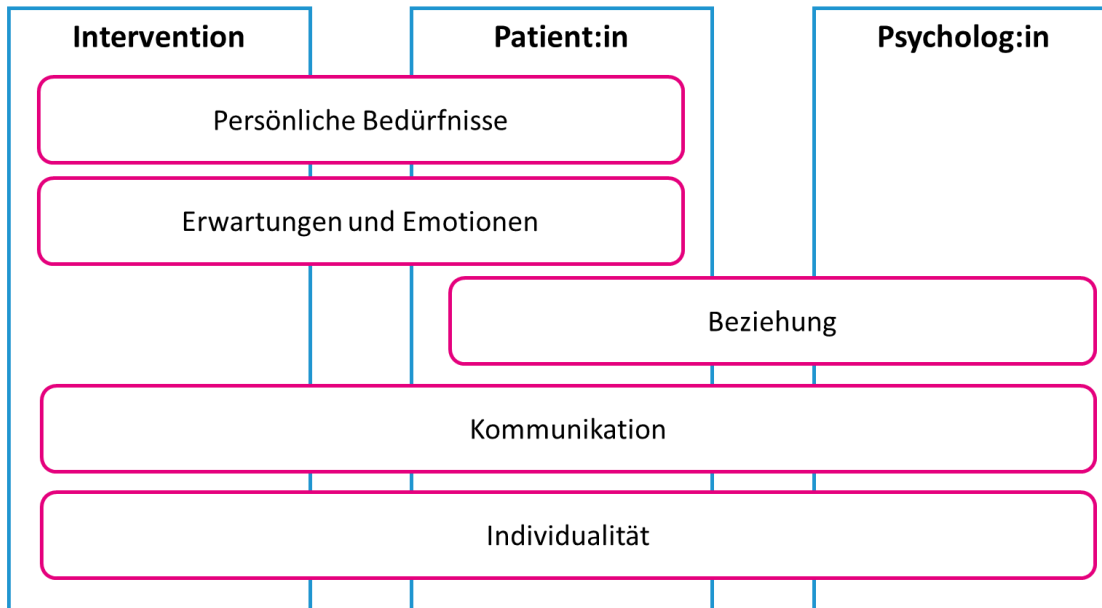 Intervention
Patient:in
Psycholog:in
Persönliche Bedürfnisse
Erwartungen und Emotionen
Beziehung
Kommunikation
Individualität